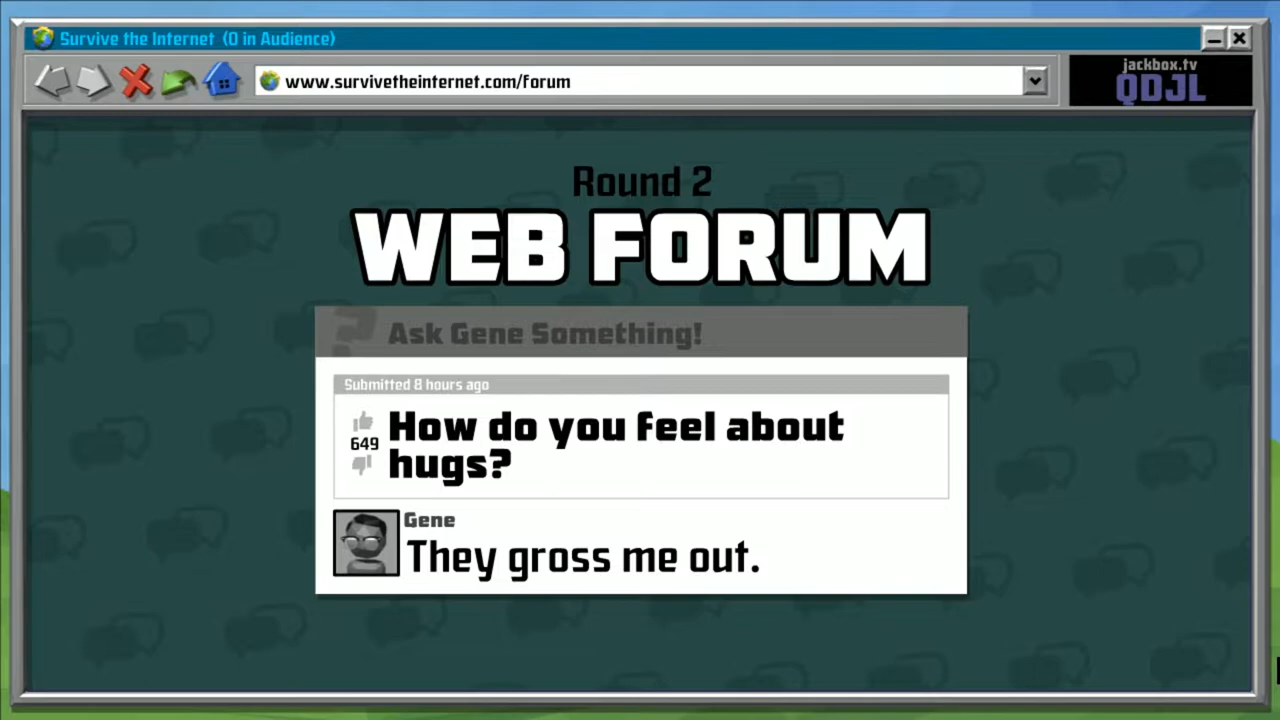 Survive the Internet (0 in Audience)
www.survivetheinternet.com/forum
jackbox.tv
QDJL
Round 2
WEB FORUM
Ask Gene Something!
Submitted 8 hours ago
649
How do you feel about
hugs?
Gene
They gross me out.